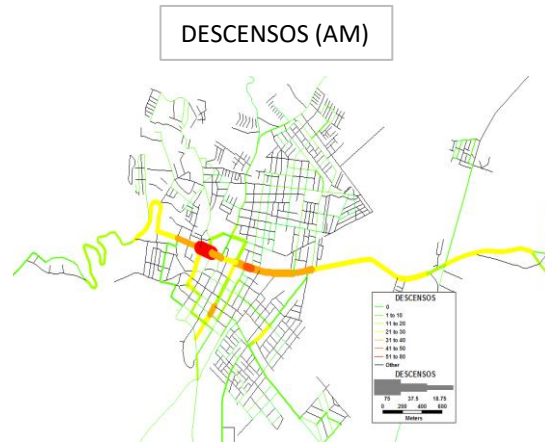 DESCENSOS (AM)
DESCENSOS
0
1 to 10
11 to 20
21 to 30
31 to 40
41 to 50
51 to 80
Other
DESCENSOS
75 37.5 18.75
0 200 400 600
Meters